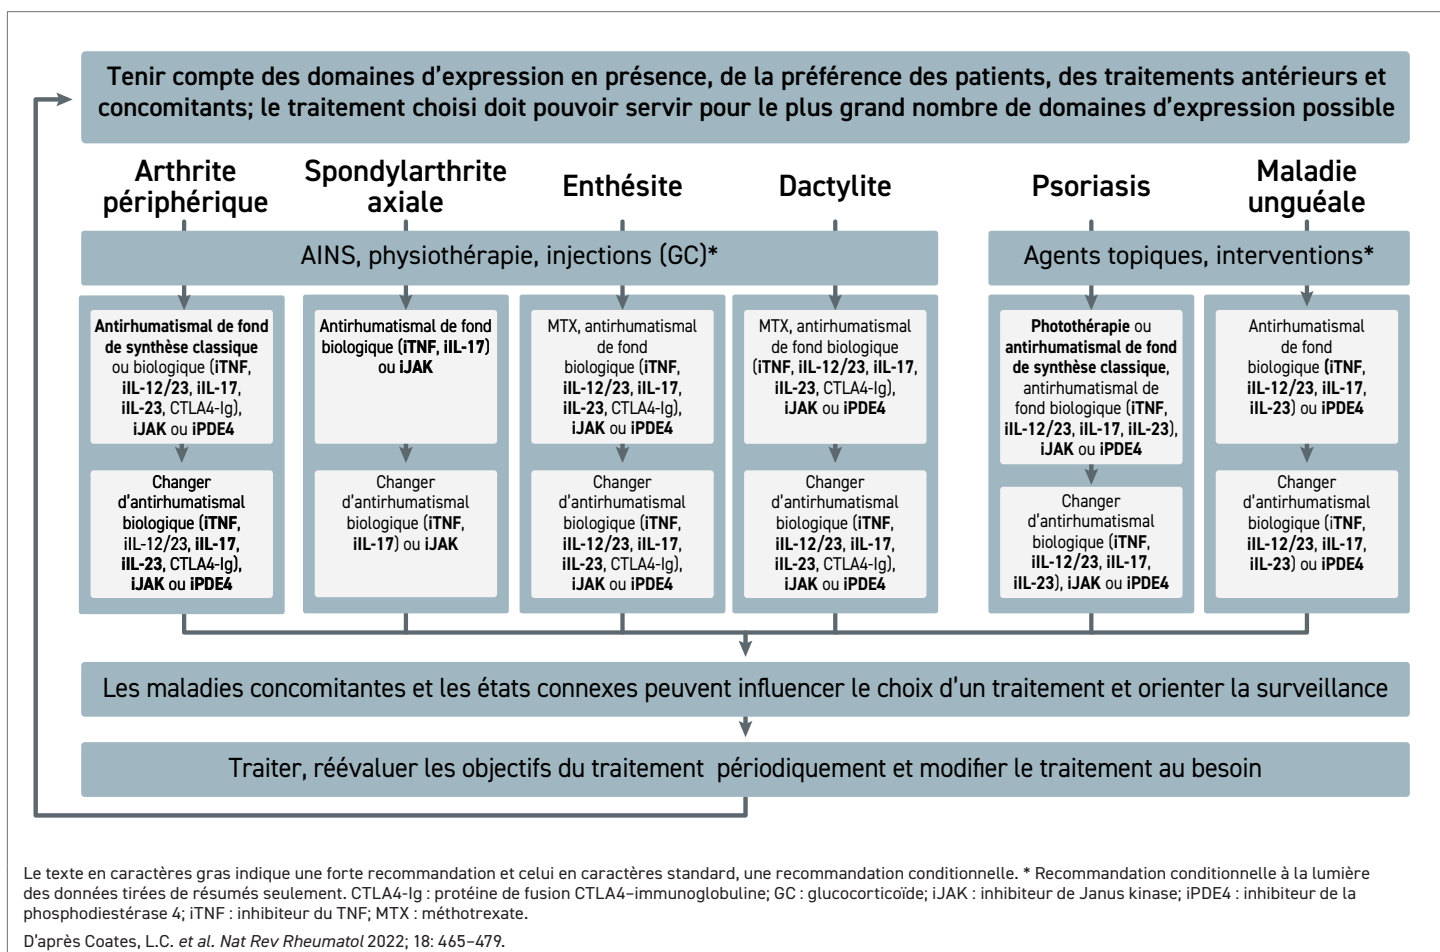 Tenir compte des domaines d’expression en présence, de la préférence des patients, des traitements antérieurs et
concomitants; le traitement choisi doit pouvoir servir pour le plus grand nombre de domaines d’expression possible
Arthrite
périphérique
Spondylarthrite
axiale
Enthésite
Dactylite
Psoriasis
Maladie
unguéale
AINS, physiothérapie, injections (GC)*
Agents topiques, interventions*
Antirhumatismal de fond
de synthèse classique
ou biologique (iTNF,
iIL-12/23, iIL-17,
iIL-23, CTLA4-Ig),
iJAK ou iPDE4
Antirhumatismal de fond
biologique (iTNF, iIL-17)
ou iJAK
MTX, antirhumatismal
de fond
biologique (iTNF,
iIL-12/23, iIL-17,
iIL-23, CTLA4-Ig),
iJAK ou iPDE4
MTX, antirhumatismal
de fond biologique
(iTNF, iIL-12/23, iIL-17,
iIL-23, CTLA4-Ig),
iJAK ou iPDE4
Photothérapie ou
antirhumatismal de fond
de synthèse classique,
antirhumatismal de
fond biologique (iTNF,
iIL-12/23, iIL-17, iIL-23),
iJAK ou iPDE4
Antirhumatismal
de fond
biologique (iTNF,
iIL-12/23, iIL-17,
iIL-23) ou iPDE4
Changer
d’antirhumatismal
biologique (iTNF,
iIL-12/23, iIL-17,
iIL-23, CTLA4-Ig),
iJAK ou iPDE4
Changer
d’antirhumatismal
biologique (iTNF,
iIL-17) ou iJAK
Changer
d’antirhumatismal
biologique (iTNF,
iIL-12/23, iIL-17,
iIL-23, CTLA4-Ig),
iJAK ou iPDE4
Changer
d’antirhumatismal
biologique (iTNF,
iIL-12/23, iIL-17,
iIL-23, CTLA4-Ig),
iJAK ou iPDE4
Changer
d’antirhumatismal
biologique (iTNF,
iIL-12/23, iIL-17,
iIL-23), iJAK ou iPDE4
Changer
d’antirhumatismal
biologique (iTNF,
iIL-12/23, iIL-17,
iIL-23) ou iPDE4
Les maladies concomitantes et les états connexes peuvent influencer le choix d’un traitement et orienter la surveillance
Traiter, réévaluer les objectifs du traitement périodiquement et modifier le traitement au besoin
Le texte en caractères gras indique une forte recommandation et celui en caractères standard, une recommandation conditionnelle. * Recommandation conditionnelle à la lumière
des données tirées de résumés seulement. CTLA4-Ig : protéine de fusion CTLA4–immunoglobuline; GC : glucocorticoïde; iJAK : inhibiteur de Janus kinase; iPDE4 : inhibiteur de la
phosphodiestérase 4; iTNF : inhibiteur du TNF; MTX : méthotrexate.
D’après Coates, L.C. et al. Nat Rev Rheumatol 2022; 18: 465–479.